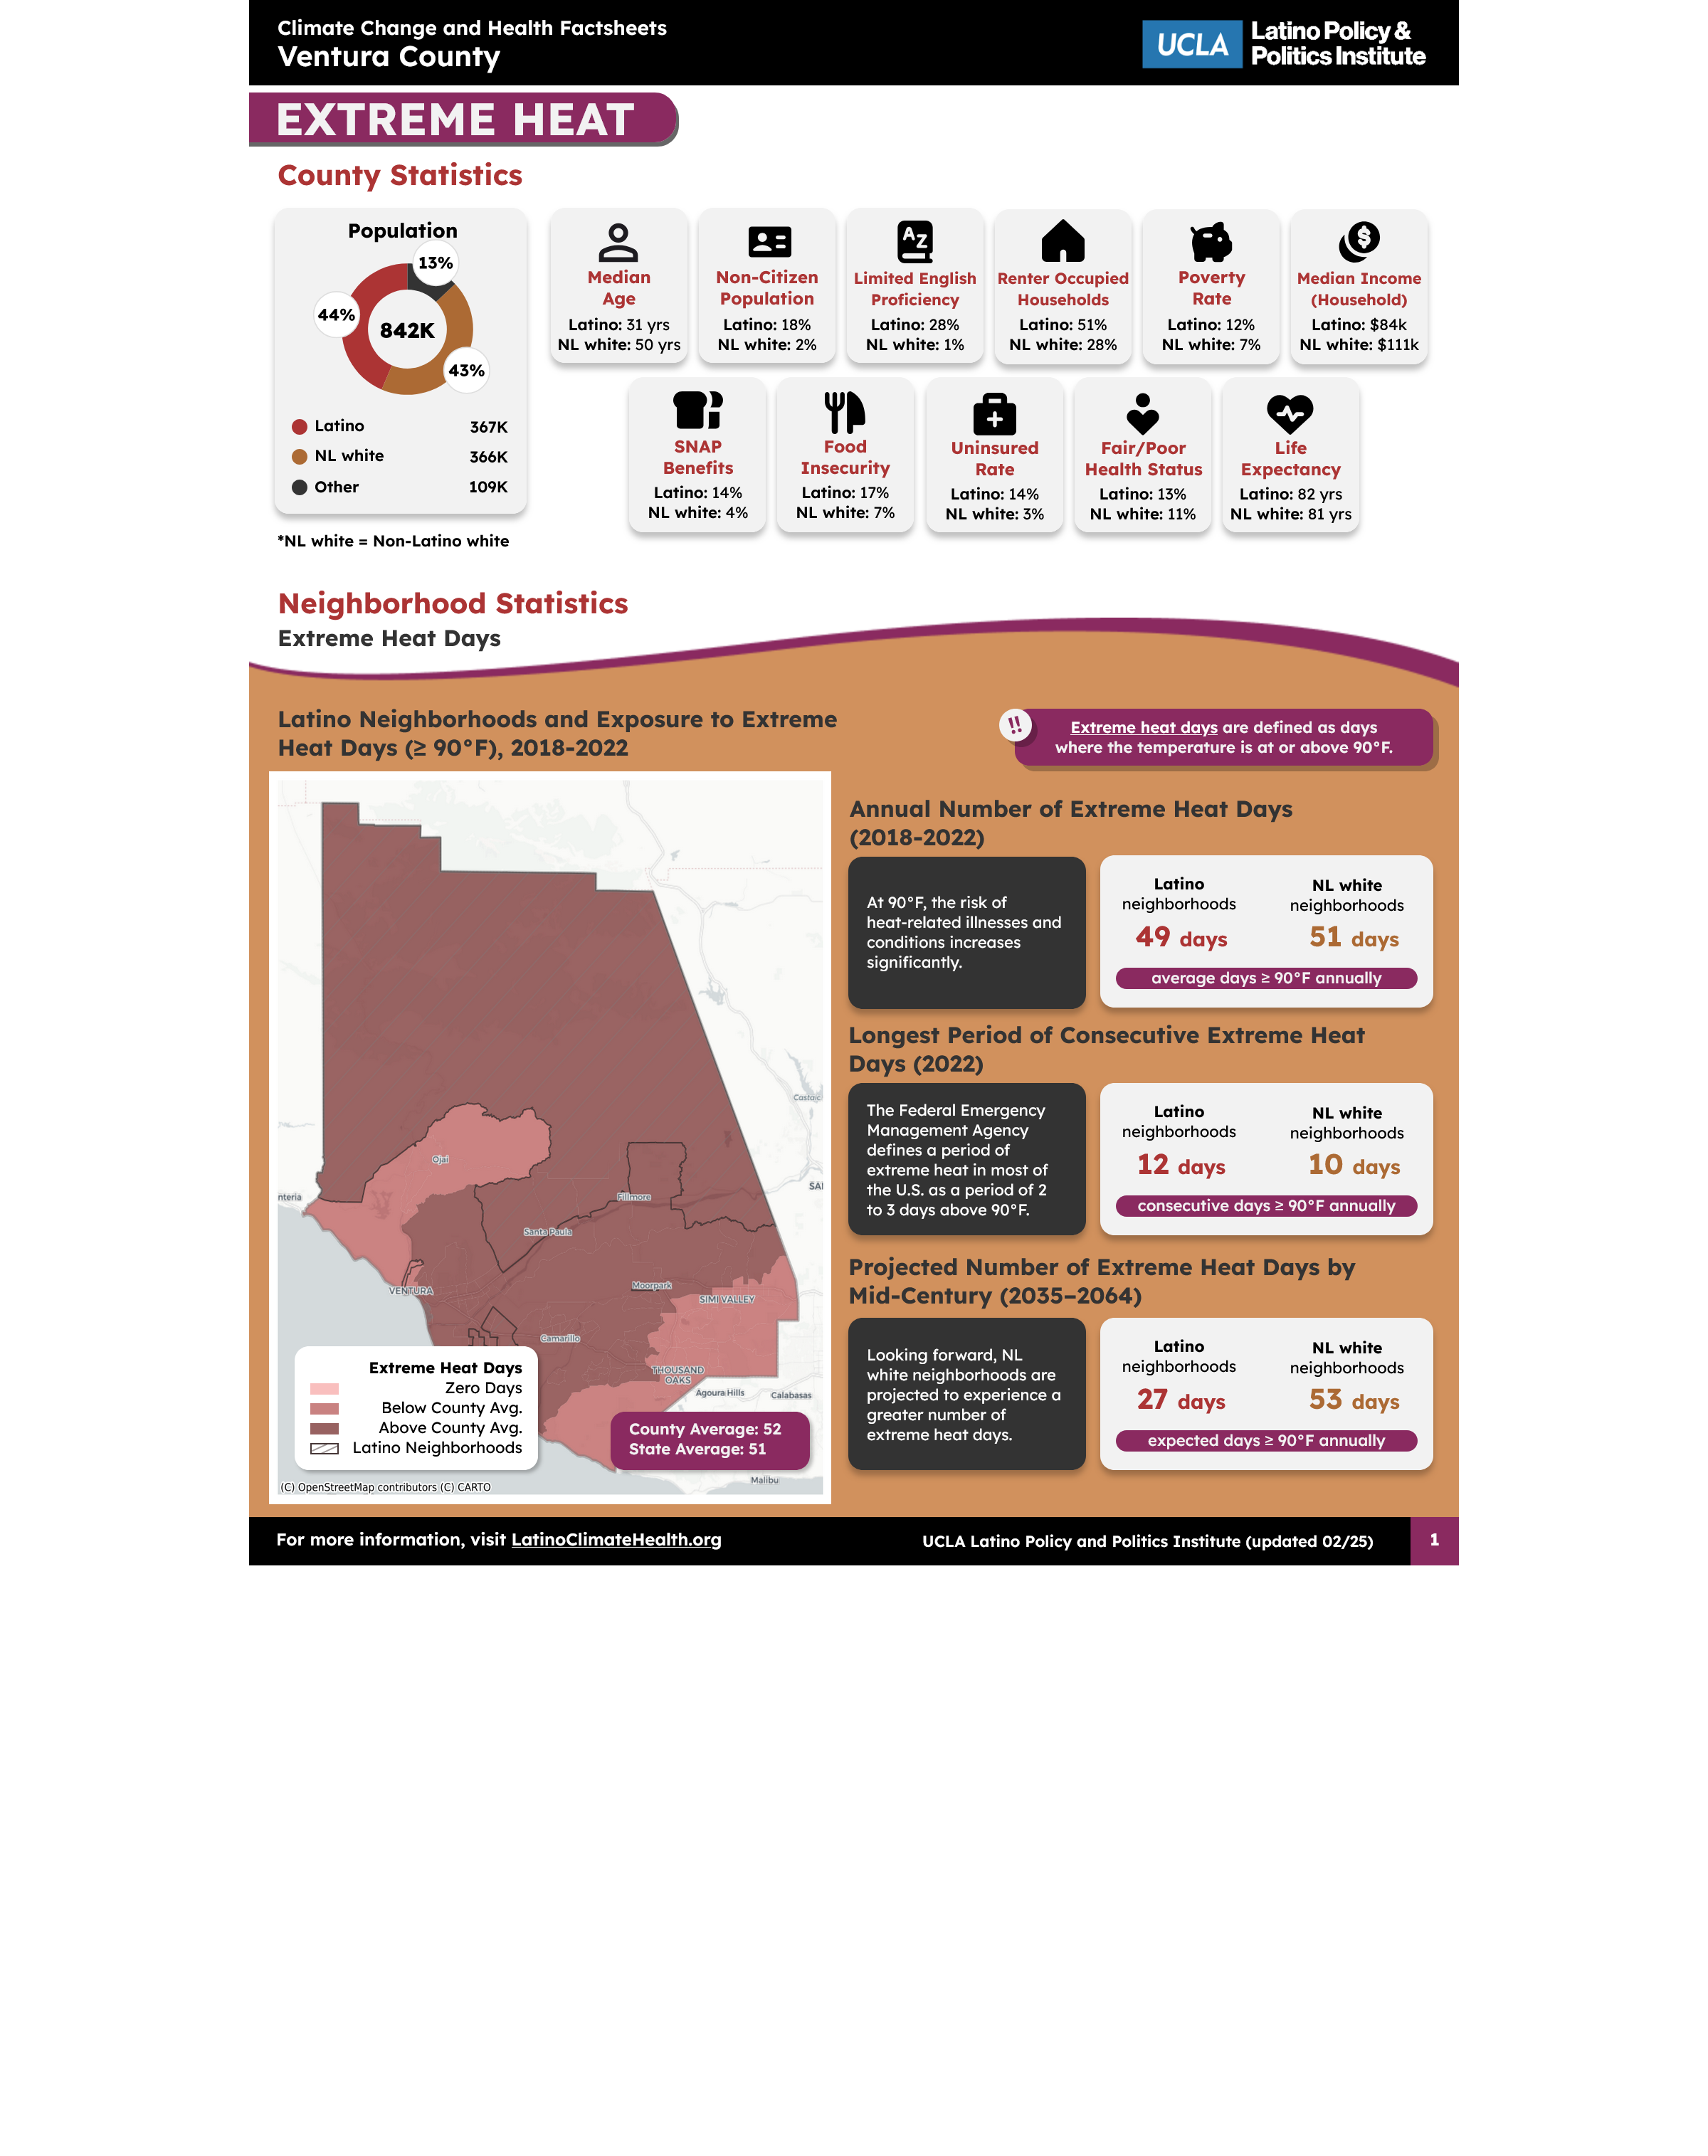 Climate Change and Health Factsheets
Ventura County
UCLA
Latino Policy &
Politics Institute
EXTREME HEAT
County Statistics
Population
13%
44%
842K
43%
Latino 367K
NL white 366K
Other 109K
*NL white = Non-Latino white
Median
Age
Latino: 31 yrs
NL white: 50 yrs
Non-Citizen
Population
Latino: 18%
NL white: 2%
A Z
Limited English
Proficiency
Latino: 28%
NL white: 1%
Renter Occupied
Households
Latino: 51%
NL white: 28%
Poverty
Rate
Latino: 12%
NL white: 7%
$
Median Income
(Household)
Latino: $84k
NL white: $111k
SNAP
Benefits
Latino: 14%
NL white: 4%
Food
Insecurity
Latino: 17%
NL white: 7%
Uninsured
Rate
Latino: 14%
NL white: 3%
Fair/Poor
Health Status
Latino: 13%
NL white: 11%
Life
Expectancy
Latino: 82 yrs
NL white: 81 yrs
Neighborhood Statistics
Extreme Heat Days
Latino Neighborhoods and Exposure to Extreme
Heat Days (≥ 90°F), 2018-2022
!!
Extreme heat days are defined as days
where the temperature is at or above 90°F.
Castaic
Ojai
nteria
SAI
Fillmore
Santa Paula
VENTURA
Moorpark
SIMI VALLEY
Camarillo
THOUSAND
OAKS
Agoura Hills
Calabasas
Malibu
Extreme Heat Days
Zero Days
Below County Avg.
Above County Avg.
Latino Neighborhoods
County Average: 52
State Average: 51
(C) OpenStreetMap contributors (C) CARTO
Annual Number of Extreme Heat Days
(2018-2022)
At 90°F, the risk of
heat-related illnesses and
conditions increases
significantly.
Latino
neighborhoods
49 days
NL white
neighborhoods
51 days
average days ≥ 90°F annually
Longest Period of Consecutive Extreme Heat
Days (2022)
The Federal Emergency
Management Agency
defines a period of
extreme heat in most of
the U.S. as a period of 2
to 3 days above 90°F.
Latino
neighborhoods
12 days
NL white
neighborhoods
10 days
consecutive days ≥ 90°F annually
Projected Number of Extreme Heat Days by
Mid-Century (2035–2064)
Looking forward, NL
white neighborhoods are
projected to experience a
greater number of
extreme heat days.
Latino
neighborhoods
27 days
NL white
neighborhoods
53 days
expected days ≥ 90°F annually
For more information, visit LatinoClimateHealth.org
UCLA Latino Policy and Politics Institute (updated 02/25)
1